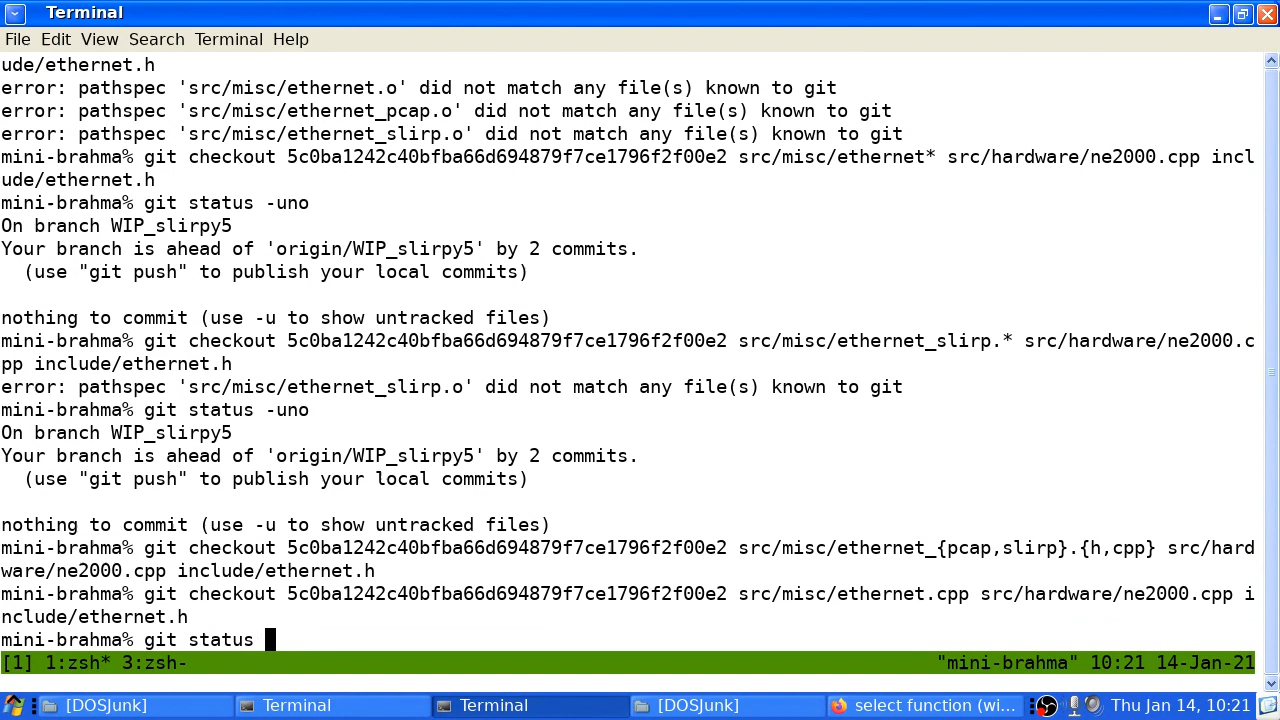 Terminal
File Edit View Search Terminal Help
ude/ethernet.h
error: pathspec 'src/misc/ethernet.o' did not match any file(s) known to git
error: pathspec 'src/misc/ethernet_pcap.o' did not match any file(s) known to git
error: pathspec 'src/misc/ethernet_slirp.o' did not match any file(s) known to git
mini-brahma% git checkout 5c0ba1242c40bfba66d694879f7ce1796f2f00e2 src/misc/ethernet* src/hardware/ne2000.cpp incl
ude/ethernet.h
mini-brahma% git status -uno
On branch WIP_slirpy5
Your branch is ahead of 'origin/WIP_slirpy5' by 2 commits.
  (use "git push" to publish your local commits)
nothing to commit (use -u to show untracked files)
mini-brahma% git checkout 5c0ba1242c40bfba66d694879f7ce1796f2f00e2 src/misc/ethernet_slirp.* src/hardware/ne2000.c
pp include/ethernet.h
error: pathspec 'src/misc/ethernet_slirp.o' did not match any file(s) known to git
mini-brahma% git status -uno
On branch WIP_slirpy5
Your branch is ahead of 'origin/WIP_slirpy5' by 2 commits.
  (use "git push" to publish your local commits)
nothing to commit (use -u to show untracked files)
mini-brahma% git checkout 5c0ba1242c40bfba66d694879f7ce1796f2f00e2 src/misc/ethernet_{pcap,slirp}.{h,cpp} src/hard
ware/ne2000.cpp include/ethernet.h
mini-brahma% git checkout 5c0ba1242c40bfba66d694879f7ce1796f2f00e2 src/misc/ethernet.cpp src/hardware/ne2000.cpp i
nclude/ethernet.h
mini-brahma% git status
[1] 1:zsh* 3:zsh- "mini-brahma" 10:21 14-Jan-21
[DOSJunk] Terminal Terminal [DOSJunk] select function (wi... Thu Jan 14, 10:21